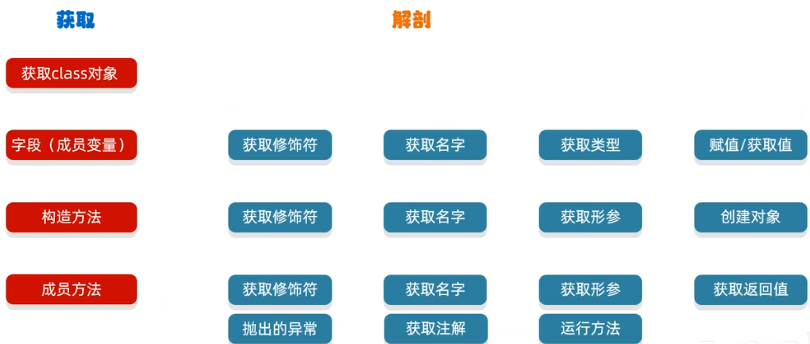 获取 解剖
获取class对象
字段（成员变量） 获取修饰符 获取名字 获取类型 赋值/获取值
构造方法 获取修饰符 获取名字 获取形参 创建对象
成员方法 获取修饰符 获取名字 获取形参 获取返回值
抛出的异常 获取注解 运行方法